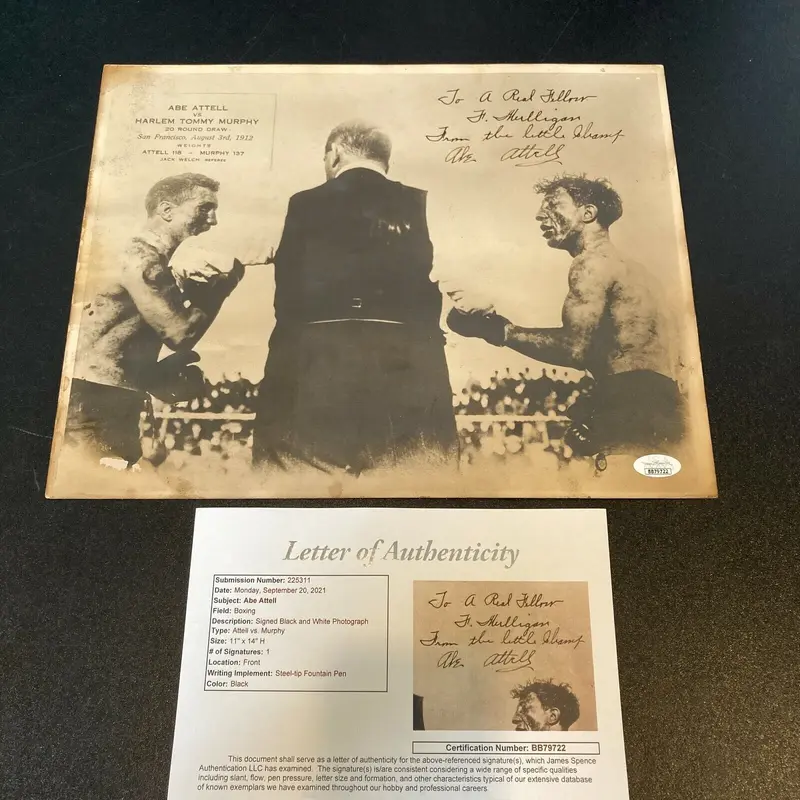 ABE ATTELL
VS
HARLEM TOMMY MURPHY
20 ROUND DRAW
San Francisco, August 3rd, 1912
WEIGHTS
ATTELL 118 - MURPHY 137
JACK WELCH REFEREE
To A Real Fellow
F. Mulligan
From the little Champ
Abe Attell
BB79722
Letter of Authenticity
Submission Number: 225311
Date: Monday, September 20, 2021
Subject: Abe Attell
Field: Boxing
Description: Signed Black and White Photograph
Type: Attell vs. Murphy
Size: 11" x 14" H
# of Signatures: 1
Location: Front
Writing Implement: Steel-tip Fountain Pen
Color: Black
To A Real Fellow
F. Mulligan
From the little Champ
Abe Attell
Certification Number: BB79722
This document shall serve as a letter of authenticity for the above-referenced signature(s), which James Spence
Authentication LLC has examined. The signature(s) is/are consistent considering a wide range of specific qualities
including slant, flow, pen pressure, letter size and formation, and other characteristics typical of our extensive database
of known exemplars we have examined throughout our hobby and professional careers.